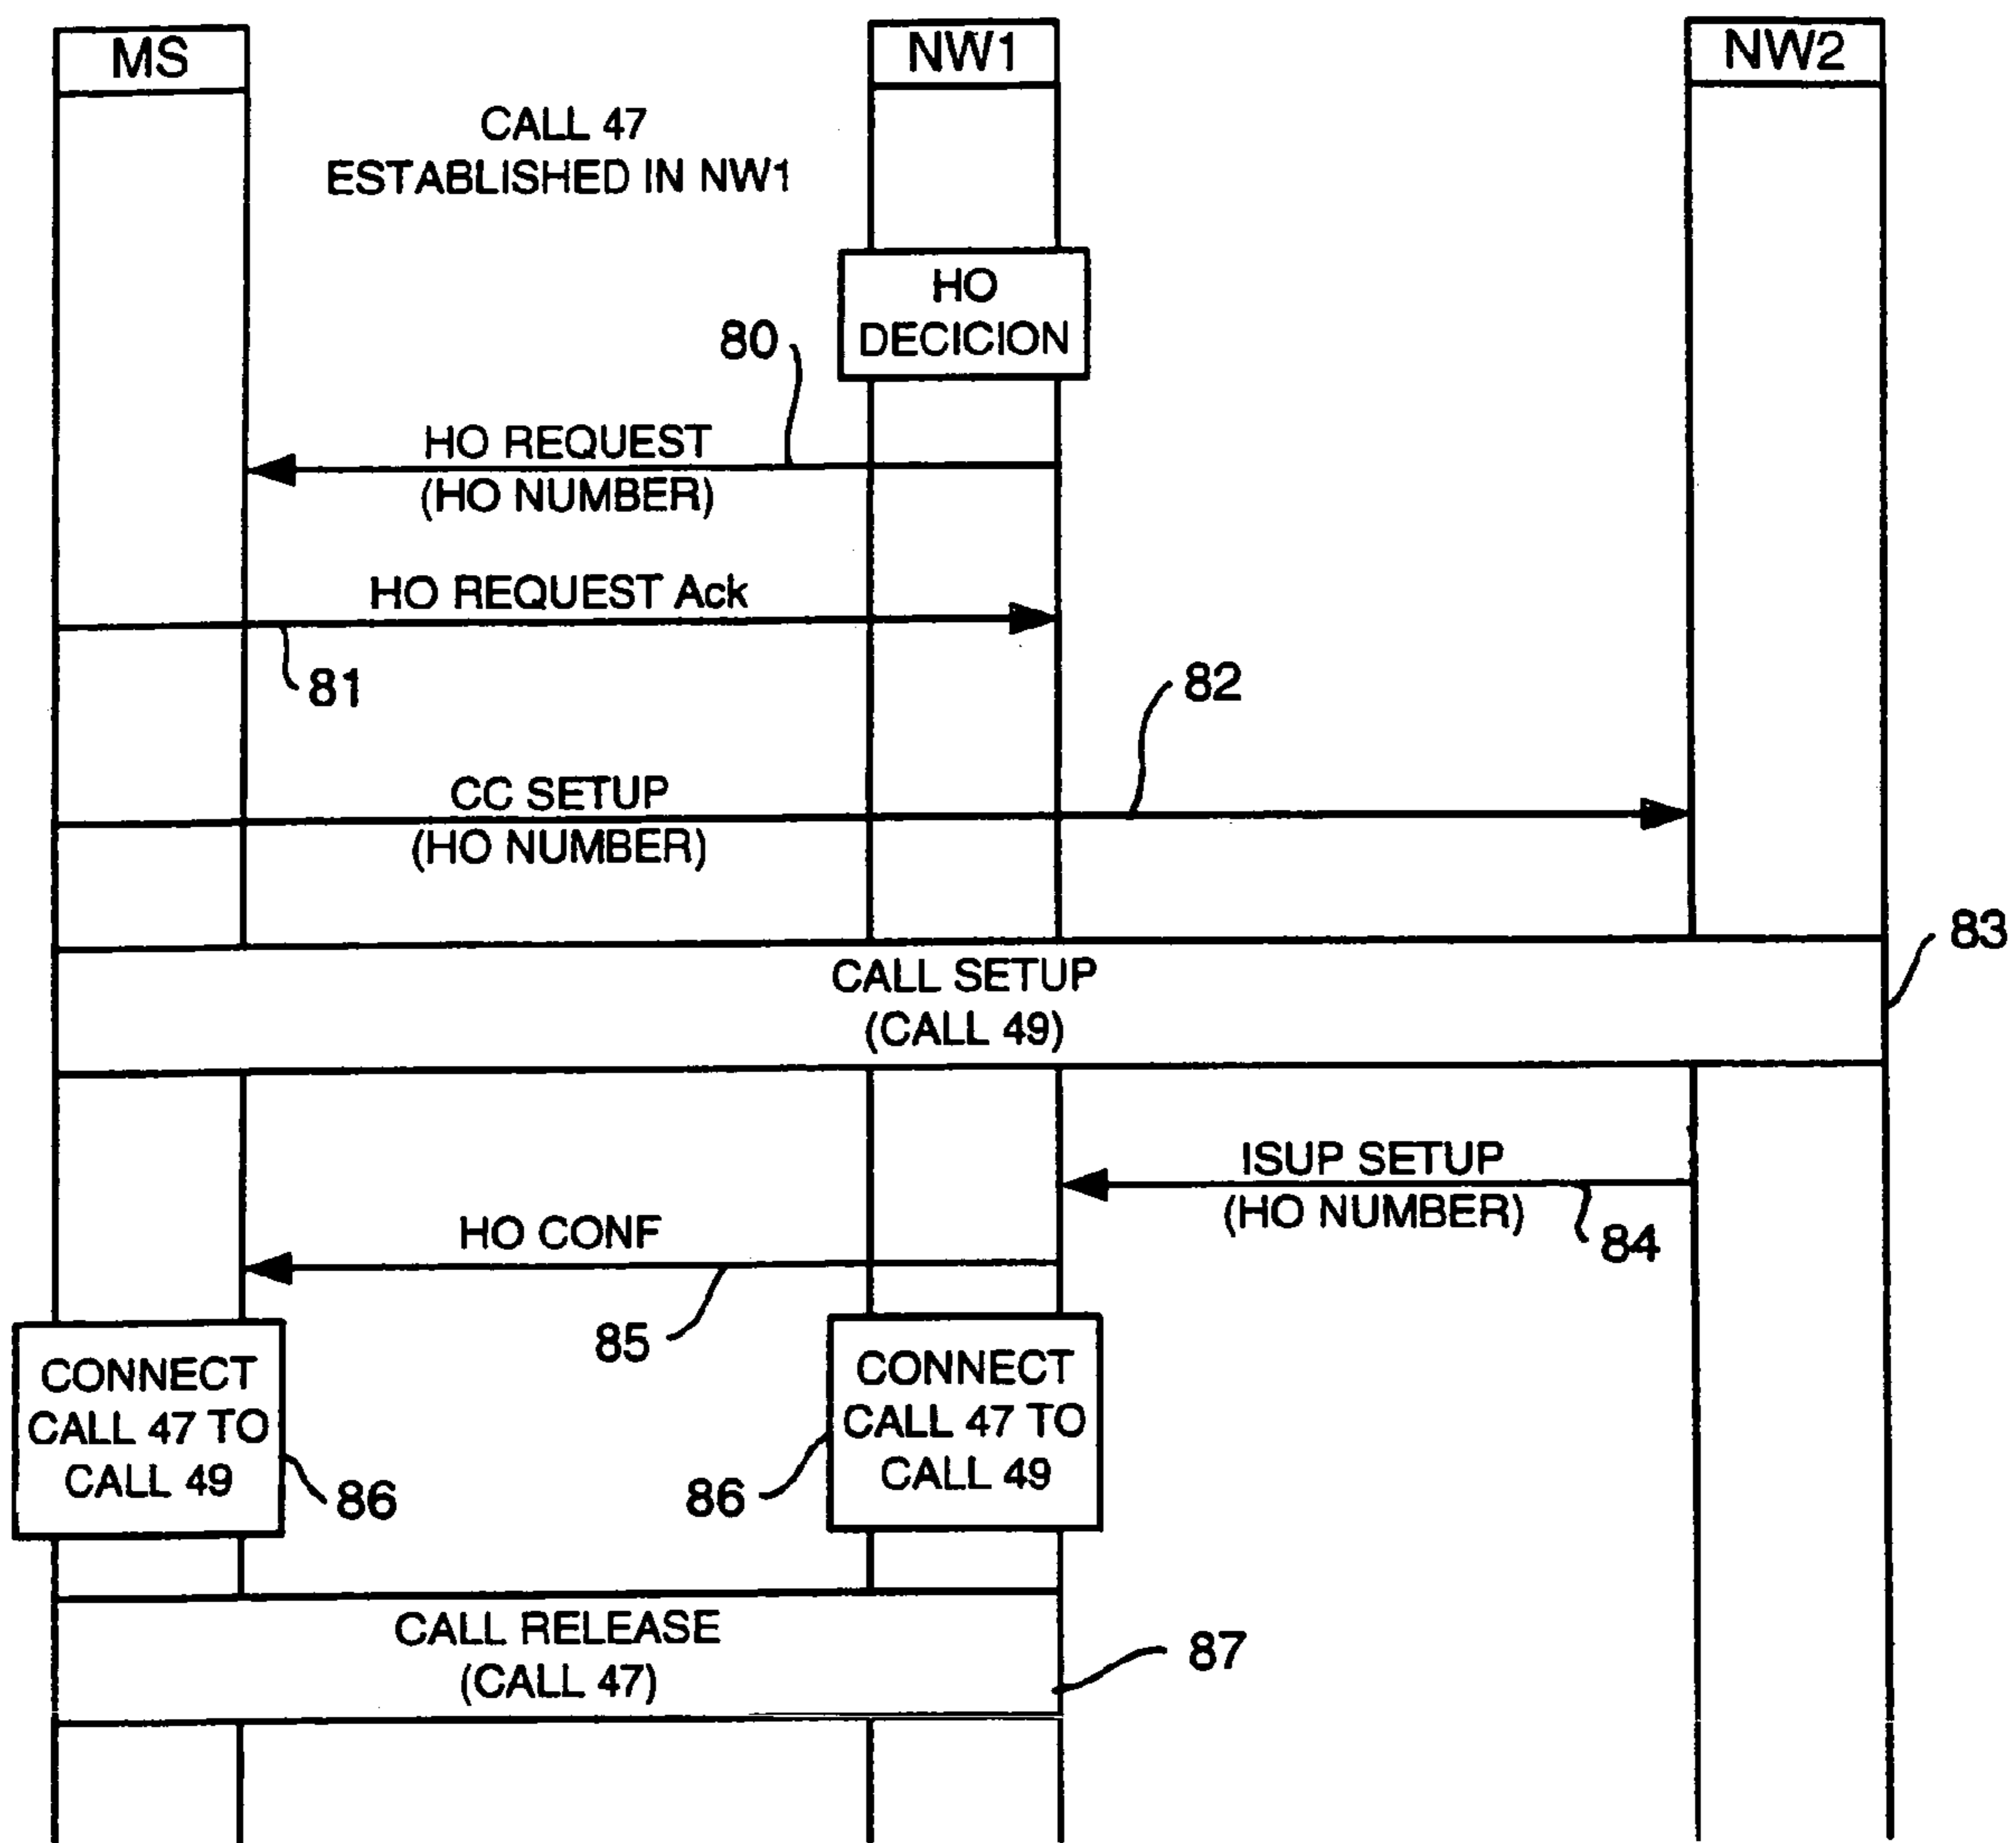 MS
NW1
NW2
CALL 47
ESTABLISHED IN NW1
HO
DECICION
80
HO REQUEST
(HO NUMBER)
HO REQUEST Ack
81
82
CC SETUP
(HO NUMBER)
83
CALL SETUP
(CALL 49)
ISUP SETUP
(HO NUMBER)
84
HO CONF
85
CONNECT
CALL 47 TO
CALL 49
86
CONNECT
CALL 47 TO
CALL 49
86
CALL RELEASE
(CALL 47)
87